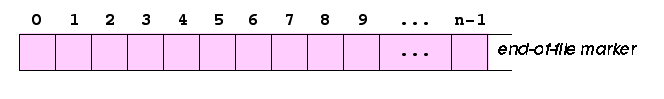 0 1 2 3 4 5 6 7 8 9 ... n-1
... end-of-file marker